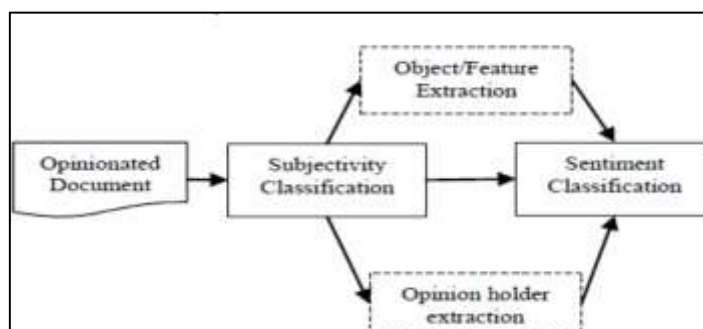 Object/Feature
Extraction
Opinionated
Document
Subjectivity
Classification
Sentiment
Classification
Opinion holder
extraction